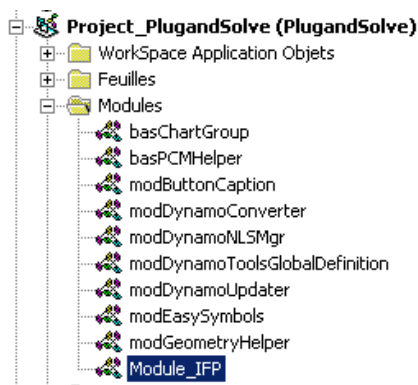 Project_PlugandSolve (PlugandSolve)
WorkSpace Application Objets
Feuilles
Modules
basChartGroup
basPCMHelper
modButtonCaption
modDynamoConverter
modDynamoNLSMgr
modDynamoToolsGlobalDefinition
modDynamoUpdater
modEasySymbols
modGeometryHelper
Module_IFP